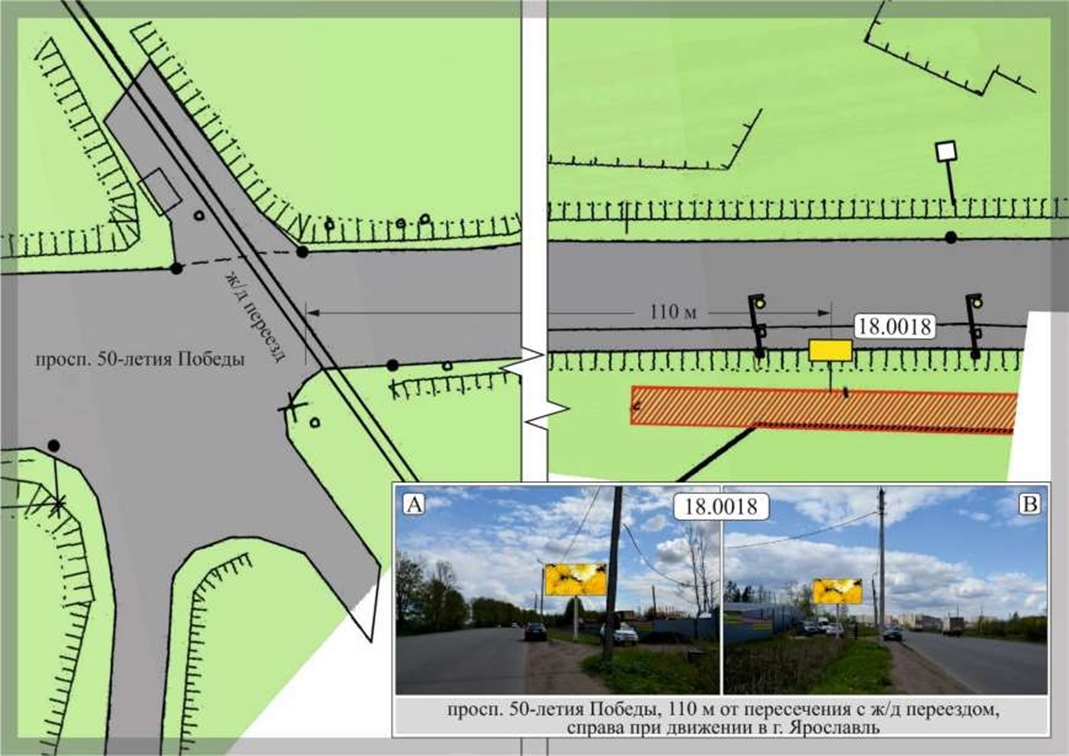 ж/д переезд
110 м
18.0018
просп. 50-летия Победы
A
18.0018
B
просп. 50-летия Победы, 110 м от пересечения с ж/д переездом,
справа при движении в г. Ярославль